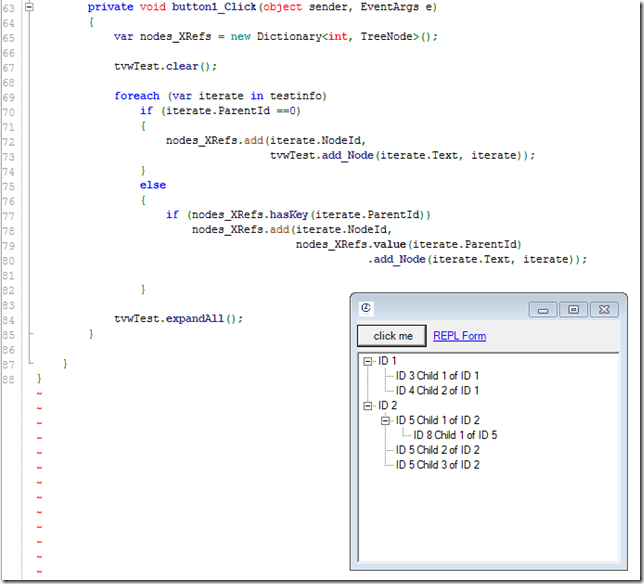 63 private void button1_Click(object sender, EventArgs e)
64 {
65 var nodes_XRefs = new Dictionary<int, TreeNode>();
66
67 tvwTest.clear();
68
69 foreach (var iterate in testinfo)
70 if (iterate.ParentId ==0)
71 {
72 nodes_XRefs.add(iterate.NodeId,
73 tvwTest.add_Node(iterate.Text, iterate));
74 }
75 else
76 {
77 if (nodes_XRefs.hasKey(iterate.ParentId))
78 nodes_XRefs.add(iterate.NodeId,
79 nodes_XRefs.value(iterate.ParentId)
80 .add_Node(iterate.Text, iterate));
81
82 }
83
84 tvwTest.expandAll();
85 }
86
87 }
88 }
~
~
~
~
~
~
~
~
~
~
~
~
~
click me REPL Form
ID 1
ID 3 Child 1 of ID 1
ID 4 Child 2 of ID 1
ID 2
ID 5 Child 1 of ID 2
ID 8 Child 1 of ID 5
ID 5 Child 2 of ID 2
ID 5 Child 3 of ID 2